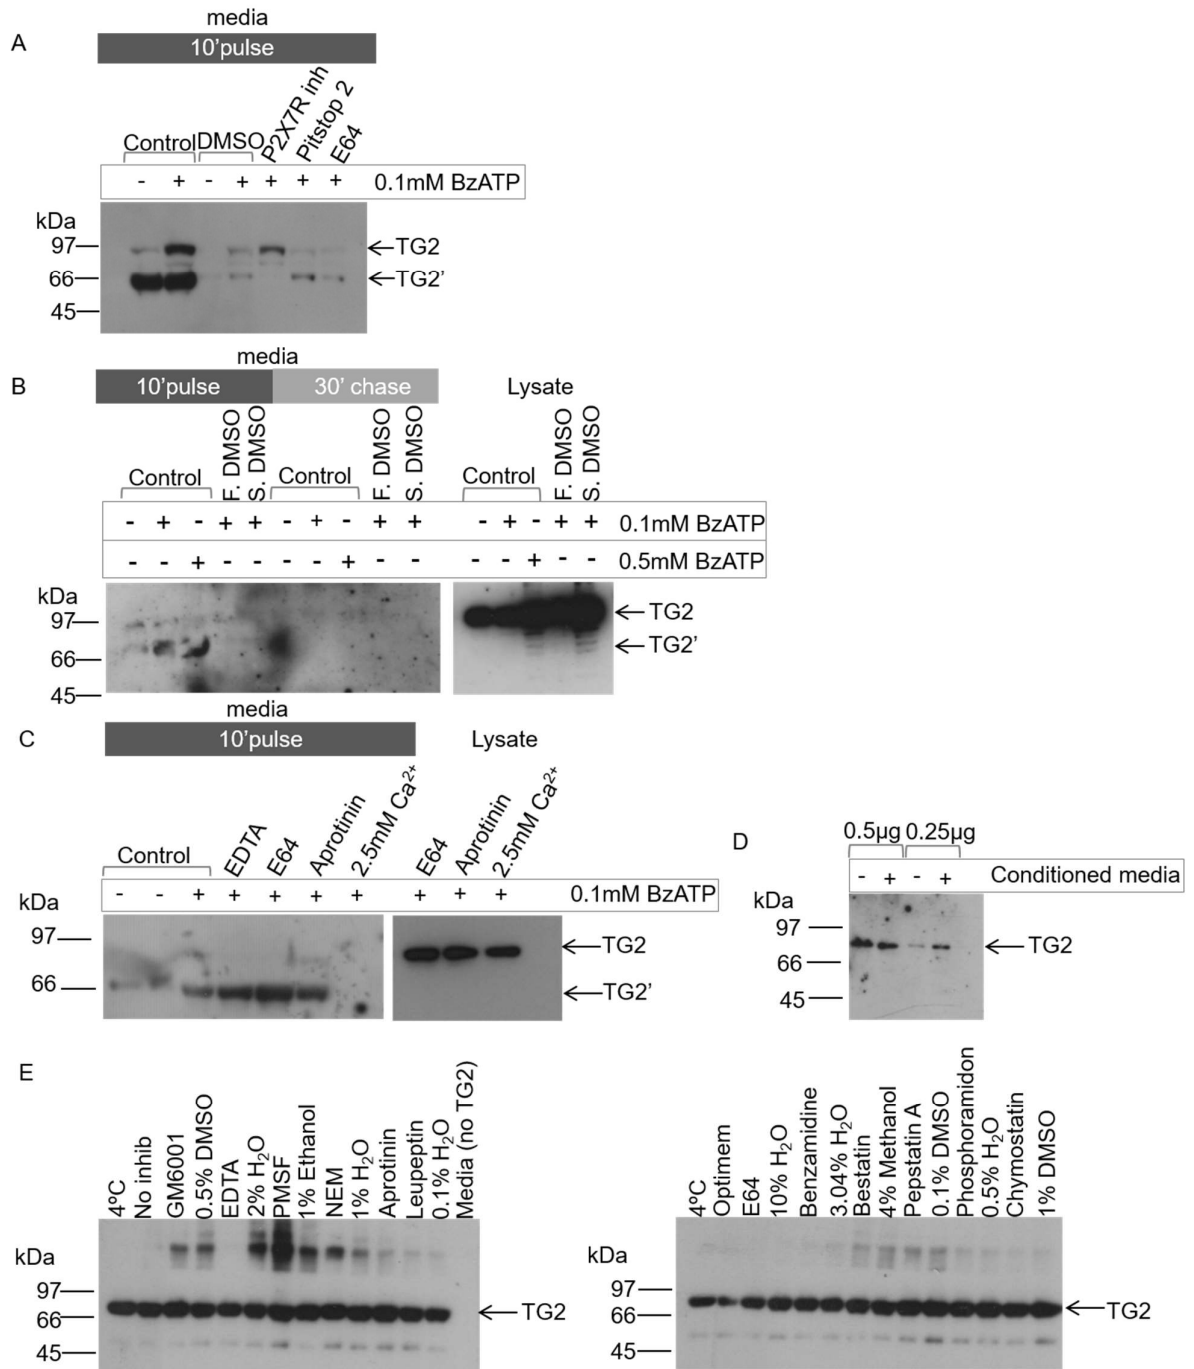 A
media
10'pulse
Control
DMSO
P2X7R inh
Pitstop 2
E64
- + - + + + + 0.1mM BzATP
kDa
97
66
45
TG2
TG2'
B
media
10'pulse
30' chase
Lysate
Control
F. DMSO
S. DMSO
Control
F. DMSO
S. DMSO
Control
F. DMSO
S. DMSO
- + - + + - + - + + - + - + + 0.1mM BzATP
- - + - - - - + - - - - + - - 0.5mM BzATP
kDa
97
66
45
TG2
TG2'
C
media
10'pulse
Lysate
Control
EDTA
E64
Aprotinin
2.5mM Ca²⁺
E64
Aprotinin
2.5mM Ca²⁺
- - + + + + + + + + 0.1mM BzATP
kDa
97
66
TG2
TG2'
D
0.5µg 0.25µg
- + - + Conditioned media
kDa
97
66
45
TG2
E
4ºC
No inhib
GM6001
0.5% DMSO
EDTA
2% H₂O
PMSF
1% Ethanol
NEM
1% H₂O
Aprotinin
Leupeptin
0.1% H₂O
Media (no TG2)
kDa
97
66
45
TG2
4ºC
Optimem
E64
10% H₂O
Benzamidine
3.04% H₂O
Bestatin
4% Methanol
Pepstatin A
0.1% DMSO
Phosphoramidon
0.5% H₂O
Chymostatin
1% DMSO
kDa
97
66
45
TG2